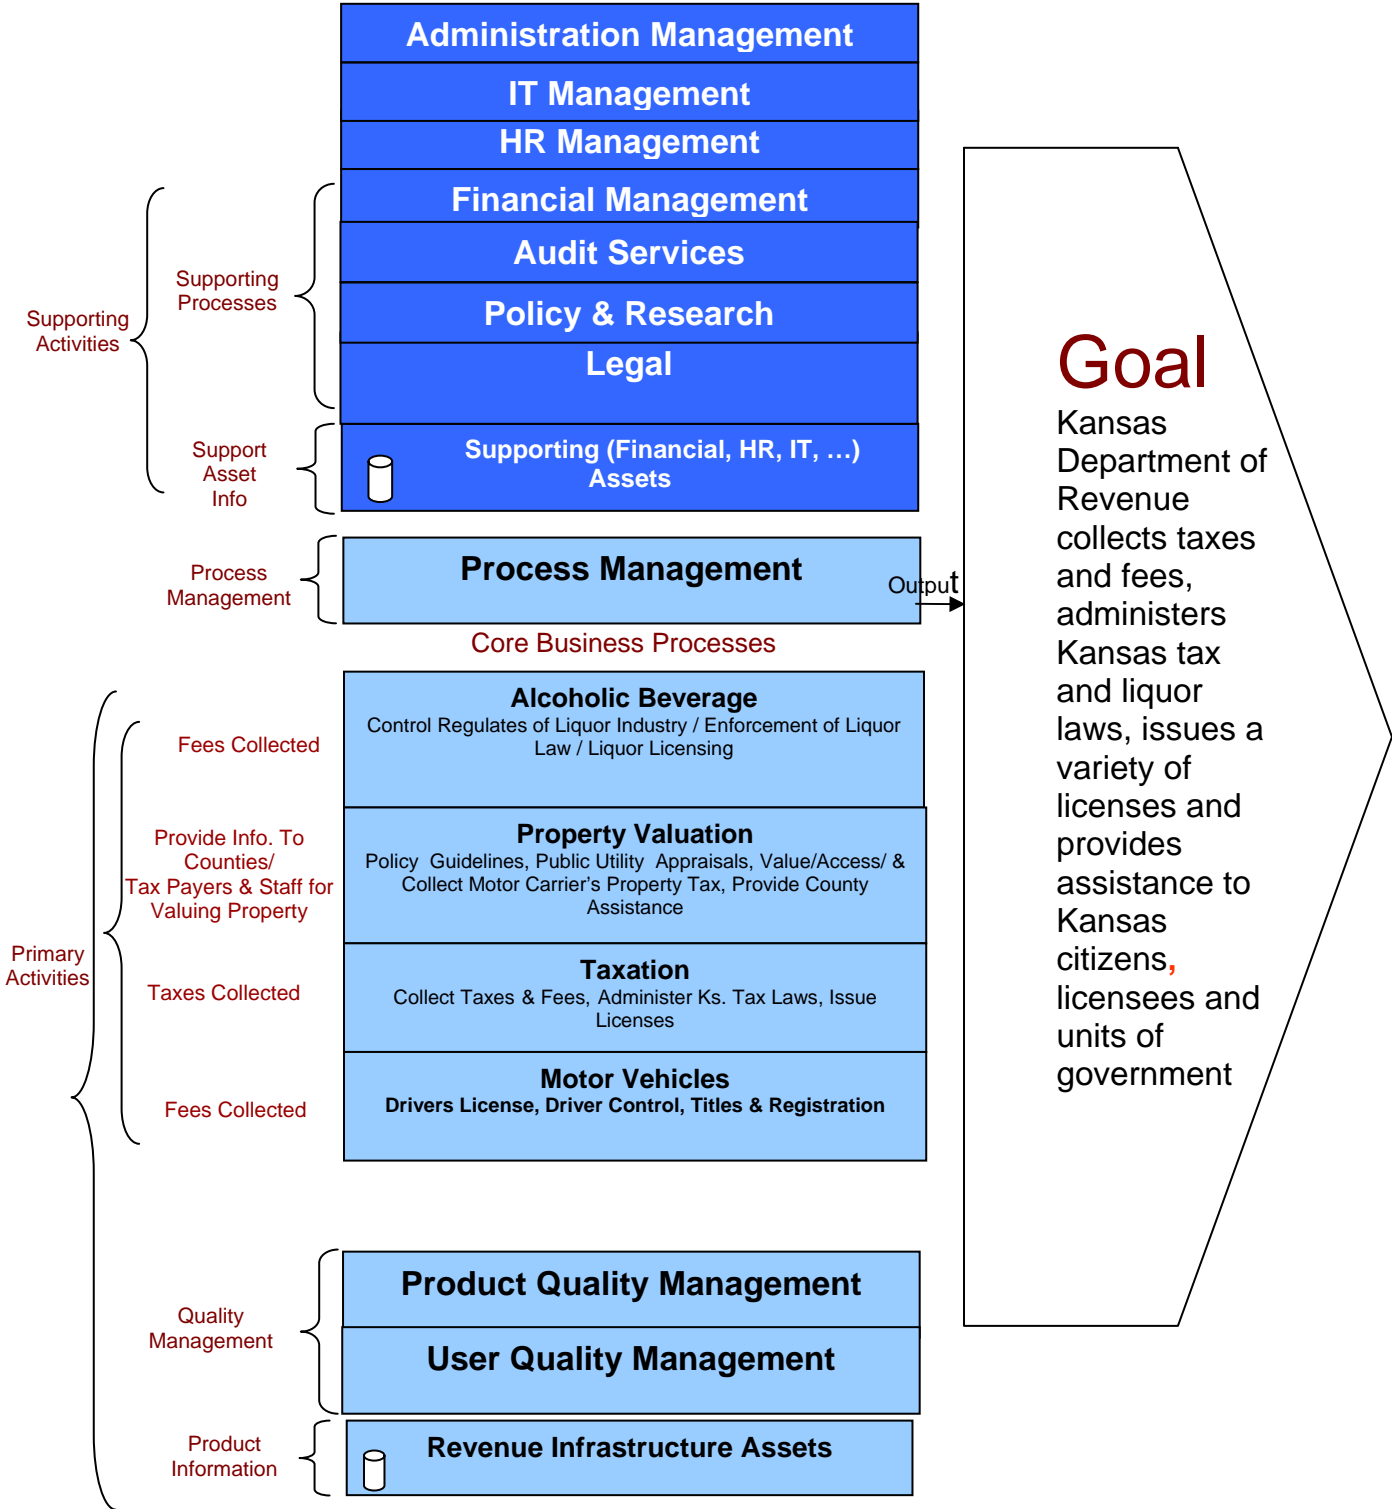 Administration Management
IT Management
HR Management
Financial Management
Audit Services
Policy & Research
Legal
Supporting
Processes
Supporting
Activities
Support
Asset
Info
Supporting (Financial, HR, IT, …)
Assets
Process
Management
Process Management
Output
Core Business Processes
Primary
Activities
Fees Collected
Alcoholic Beverage
Control Regulates of Liquor Industry / Enforcement of Liquor
Law / Liquor Licensing
Provide Info. To
Counties/
Tax Payers & Staff for
Valuing Property
Property Valuation
Policy Guidelines, Public Utility Appraisals, Value/Access/ &
Collect Motor Carrier's Property Tax, Provide County
Assistance
Taxes Collected
Taxation
Collect Taxes & Fees, Administer Ks. Tax Laws, Issue
Licenses
Fees Collected
Motor Vehicles
Drivers License, Driver Control, Titles & Registration
Quality
Management
Product Quality Management
User Quality Management
Product
Information
Revenue Infrastructure Assets
Goal
Kansas
Department of
Revenue
collects taxes
and fees,
administers
Kansas tax
and liquor
laws, issues a
variety of
licenses and
provides
assistance to
Kansas
citizens,
licensees and
units of
government